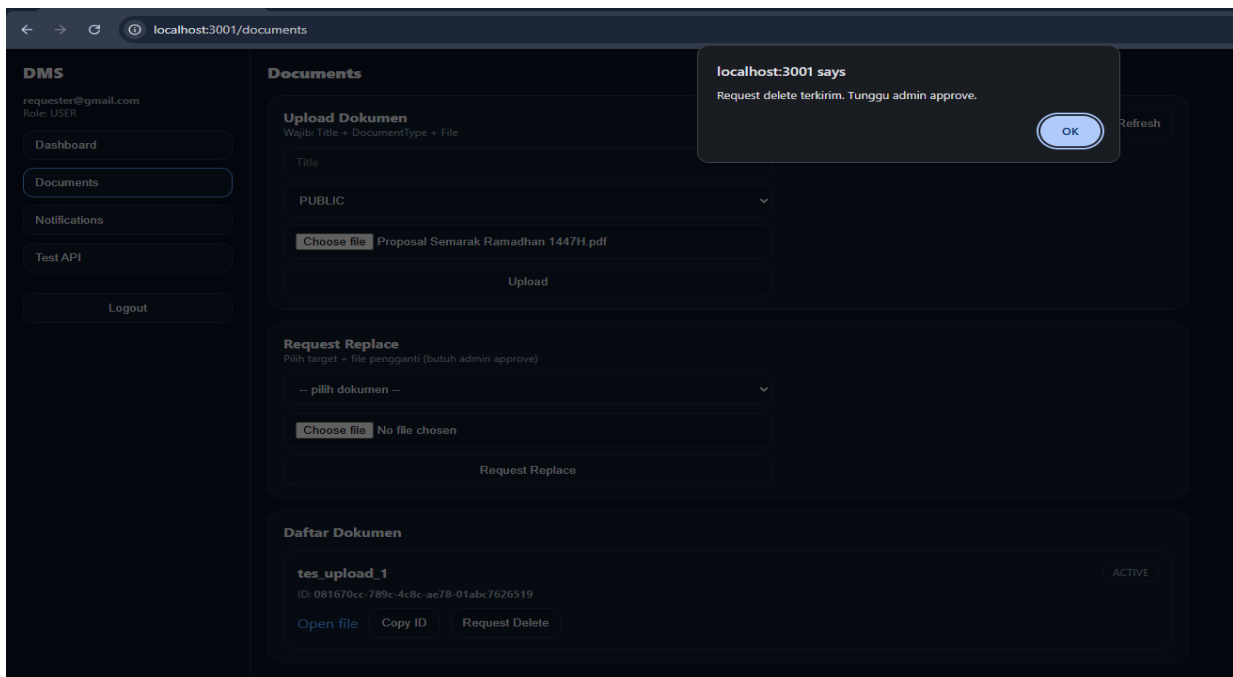 localhost:3001/documents
localhost:3001 says
Request delete terkirim. Tunggu admin approve.
OK
DMS
requester@gmail.com
Role: USER
Dashboard
Documents
Notifications
Test API
Logout
Documents
Upload Dokumen
Wajib: Title + DocumentType + File
Refresh
Title
PUBLIC
Choose file Proposal Semarak Ramadhan 1447H.pdf
Upload
Request Replace
Pilih target + file pengganti (butuh admin approve)
-- pilih dokumen --
Choose file No file chosen
Request Replace
Daftar Dokumen
tes_upload_1
ACTIVE
ID: 081670cc-789c-4c8c-ae78-01abc7626519
Open file Copy ID Request Delete